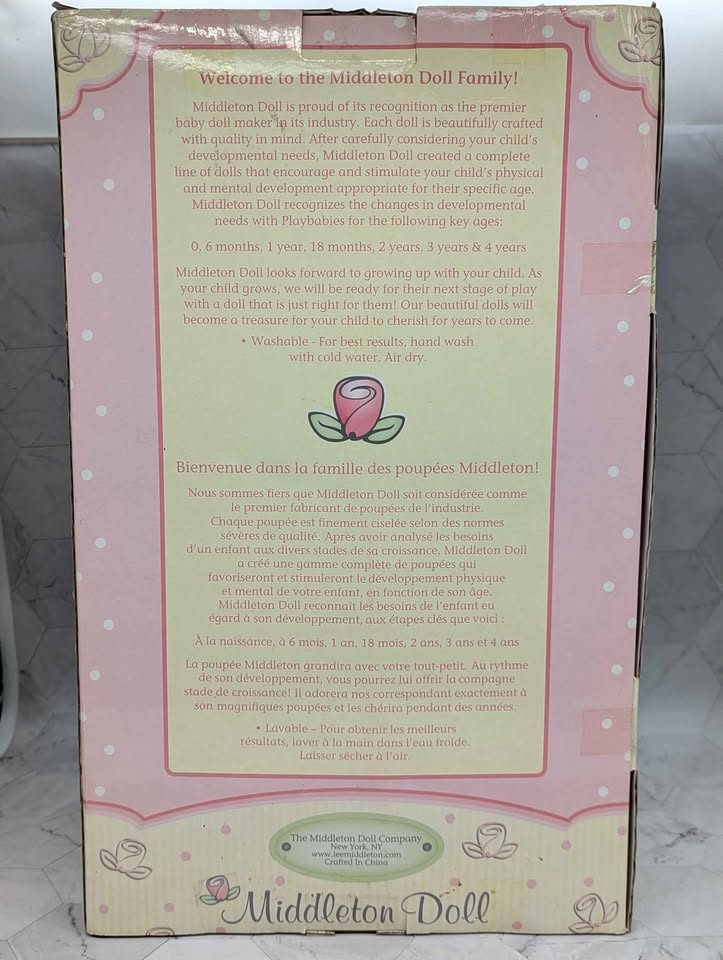 Welcome to the Middleton Doll Family!
Middleton Doll is proud of its recognition as the premier
baby doll maker in its industry. Each doll is beautifully crafted
with quality in mind. After carefully considering your child's
developmental needs, Middleton Doll created a complete
line of dolls that encourage and stimulate your child's physical
and mental development appropriate for their specific age.
Middleton Doll recognizes the changes in developmental
needs with Playbabies for the following key ages:
0, 6 months, 1 year, 18 months, 2 years, 3 years & 4 years
Middleton Doll looks forward to growing up with your child. As
your child grows, we will be ready for their next stage of play
with a doll that is just right for them! Our beautiful dolls will
become a treasure for your child to cherish for years to come.
• Washable - For best results, hand wash
with cold water. Air dry.
Bienvenue dans la famille des poupées Middleton!
Nous sommes fiers que Middleton Doll soit considérée comme
le premier fabricant de poupées de l'industrie.
Chaque poupée est finement ciselée selon des normes
sévères de qualité. Après avoir analysé les besoins
d'un enfant aux divers stades de sa croissance, Middleton Doll
a créé une gamme complète de poupées qui
favoriseront et stimuleront le développement physique
et mental de votre enfant, en fonction de son âge.
Middleton Doll reconnaît les besoins de l'enfant eu
égard à son développement, aux étapes clés que voici :
À la naissance, à 6 mois, 1 an, 18 mois, 2 ans, 3 ans et 4 ans
La poupée Middleton grandira avec votre tout-petit. Au rythme
de son développement, vous pourrez lui offrir la compagne
stade de croissance! Il adorera nos correspondant exactement à
son magnifiques poupées et les chérira pendant des années.
• Lavable – Pour obtenir les meilleurs
résultats, laver à la main dans l'eau froide.
Laisser sécher à l'air.
The Middleton Doll Company
New York, NY
www.leemiddleton.com
Crafted In China
Middleton Doll